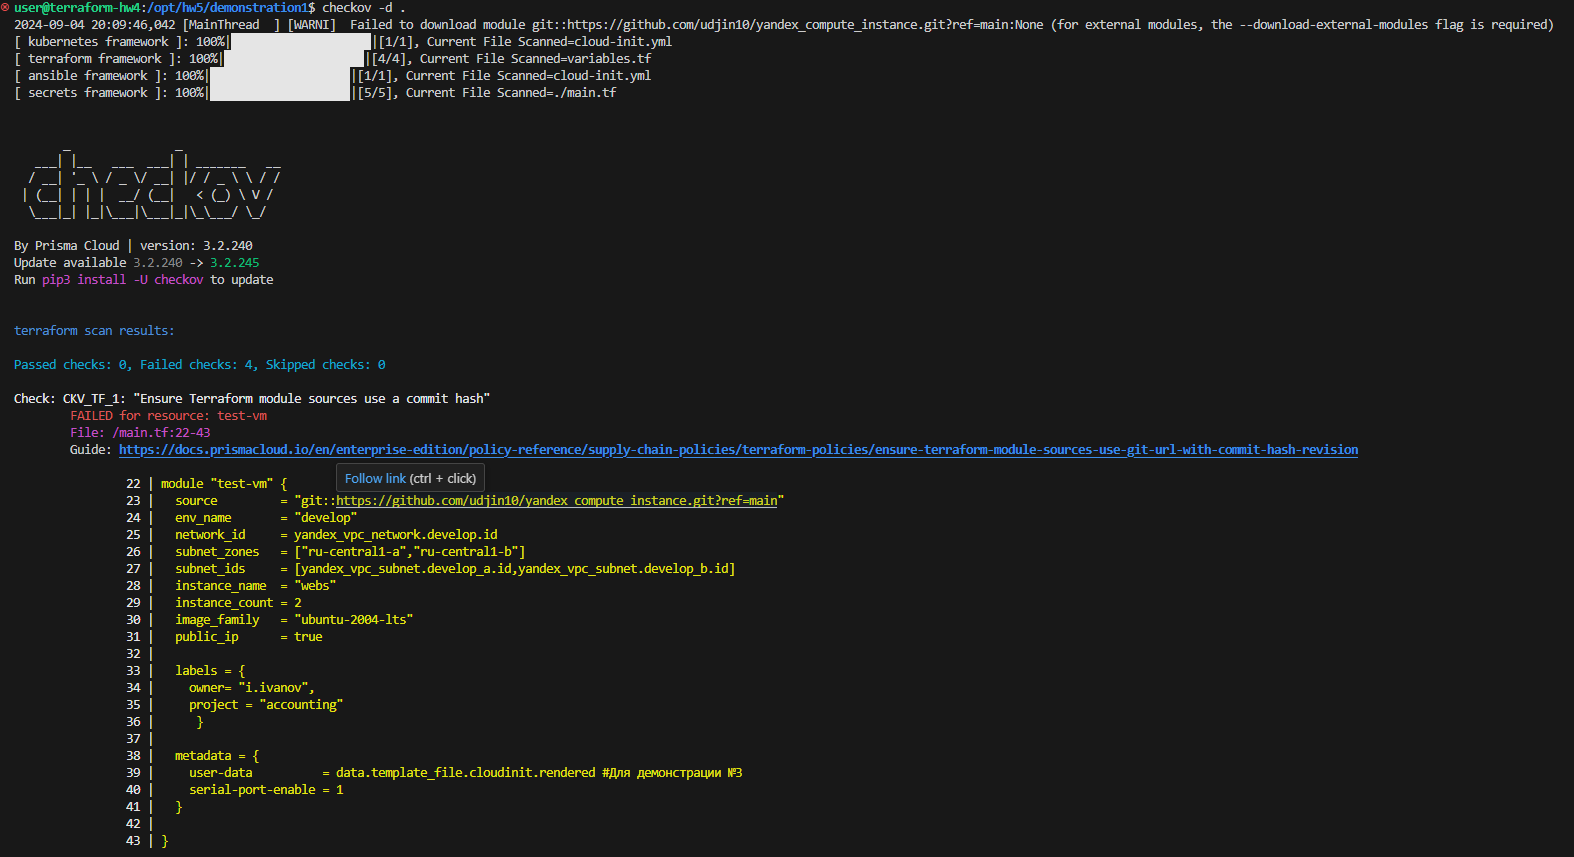 user@terraform-hw4:/opt/hw5/demonstration1$ checkov -d .
2024-09-04 20:09:46,042 [MainThread  ] [WARNI]  Failed to download module git::https://github.com/udjin10/yandex_compute_instance.git?ref=main:None (for external modules, the --download-external-modules flag is required)
[ kubernetes framework ]: 100%|████████████████████|[1/1], Current File Scanned=cloud-init.yml
[ terraform framework ]: 100%|████████████████████|[4/4], Current File Scanned=variables.tf
[ ansible framework ]: 100%|████████████████████|[1/1], Current File Scanned=cloud-init.yml
[ secrets framework ]: 100%|████████████████████|[5/5], Current File Scanned=./main.tf
checkov
By Prisma Cloud | version: 3.2.240
Update available 3.2.240 -> 3.2.245
Run pip3 install -U checkov to update
terraform scan results:
Passed checks: 0, Failed checks: 4, Skipped checks: 0
Check: CKV_TF_1: "Ensure Terraform module sources use a commit hash"
FAILED for resource: test-vm
File: /main.tf:22-43
Guide: https://docs.prismacloud.io/en/enterprise-edition/policy-reference/supply-chain-policies/terraform-policies/ensure-terraform-module-sources-use-git-url-with-commit-hash-revision
Follow link (ctrl + click)
22 | module "test-vm" {
23 |   source         = "git::https://github.com/udjin10/yandex_compute_instance.git?ref=main"
24 |   env_name       = "develop"
25 |   network_id     = yandex_vpc_network.develop.id
26 |   subnet_zones   = ["ru-central1-a","ru-central1-b"]
27 |   subnet_ids     = [yandex_vpc_subnet.develop_a.id,yandex_vpc_subnet.develop_b.id]
28 |   instance_name  = "webs"
29 |   instance_count = 2
30 |   image_family   = "ubuntu-2004-lts"
31 |   public_ip      = true
32 |
33 |   labels = {
34 |     owner= "i.ivanov",
35 |     project = "accounting"
36 |      }
37 |
38 |   metadata = {
39 |     user-data          = data.template_file.cloudinit.rendered #Для демонстрации №3
40 |     serial-port-enable = 1
41 |   }
42 |
43 | }